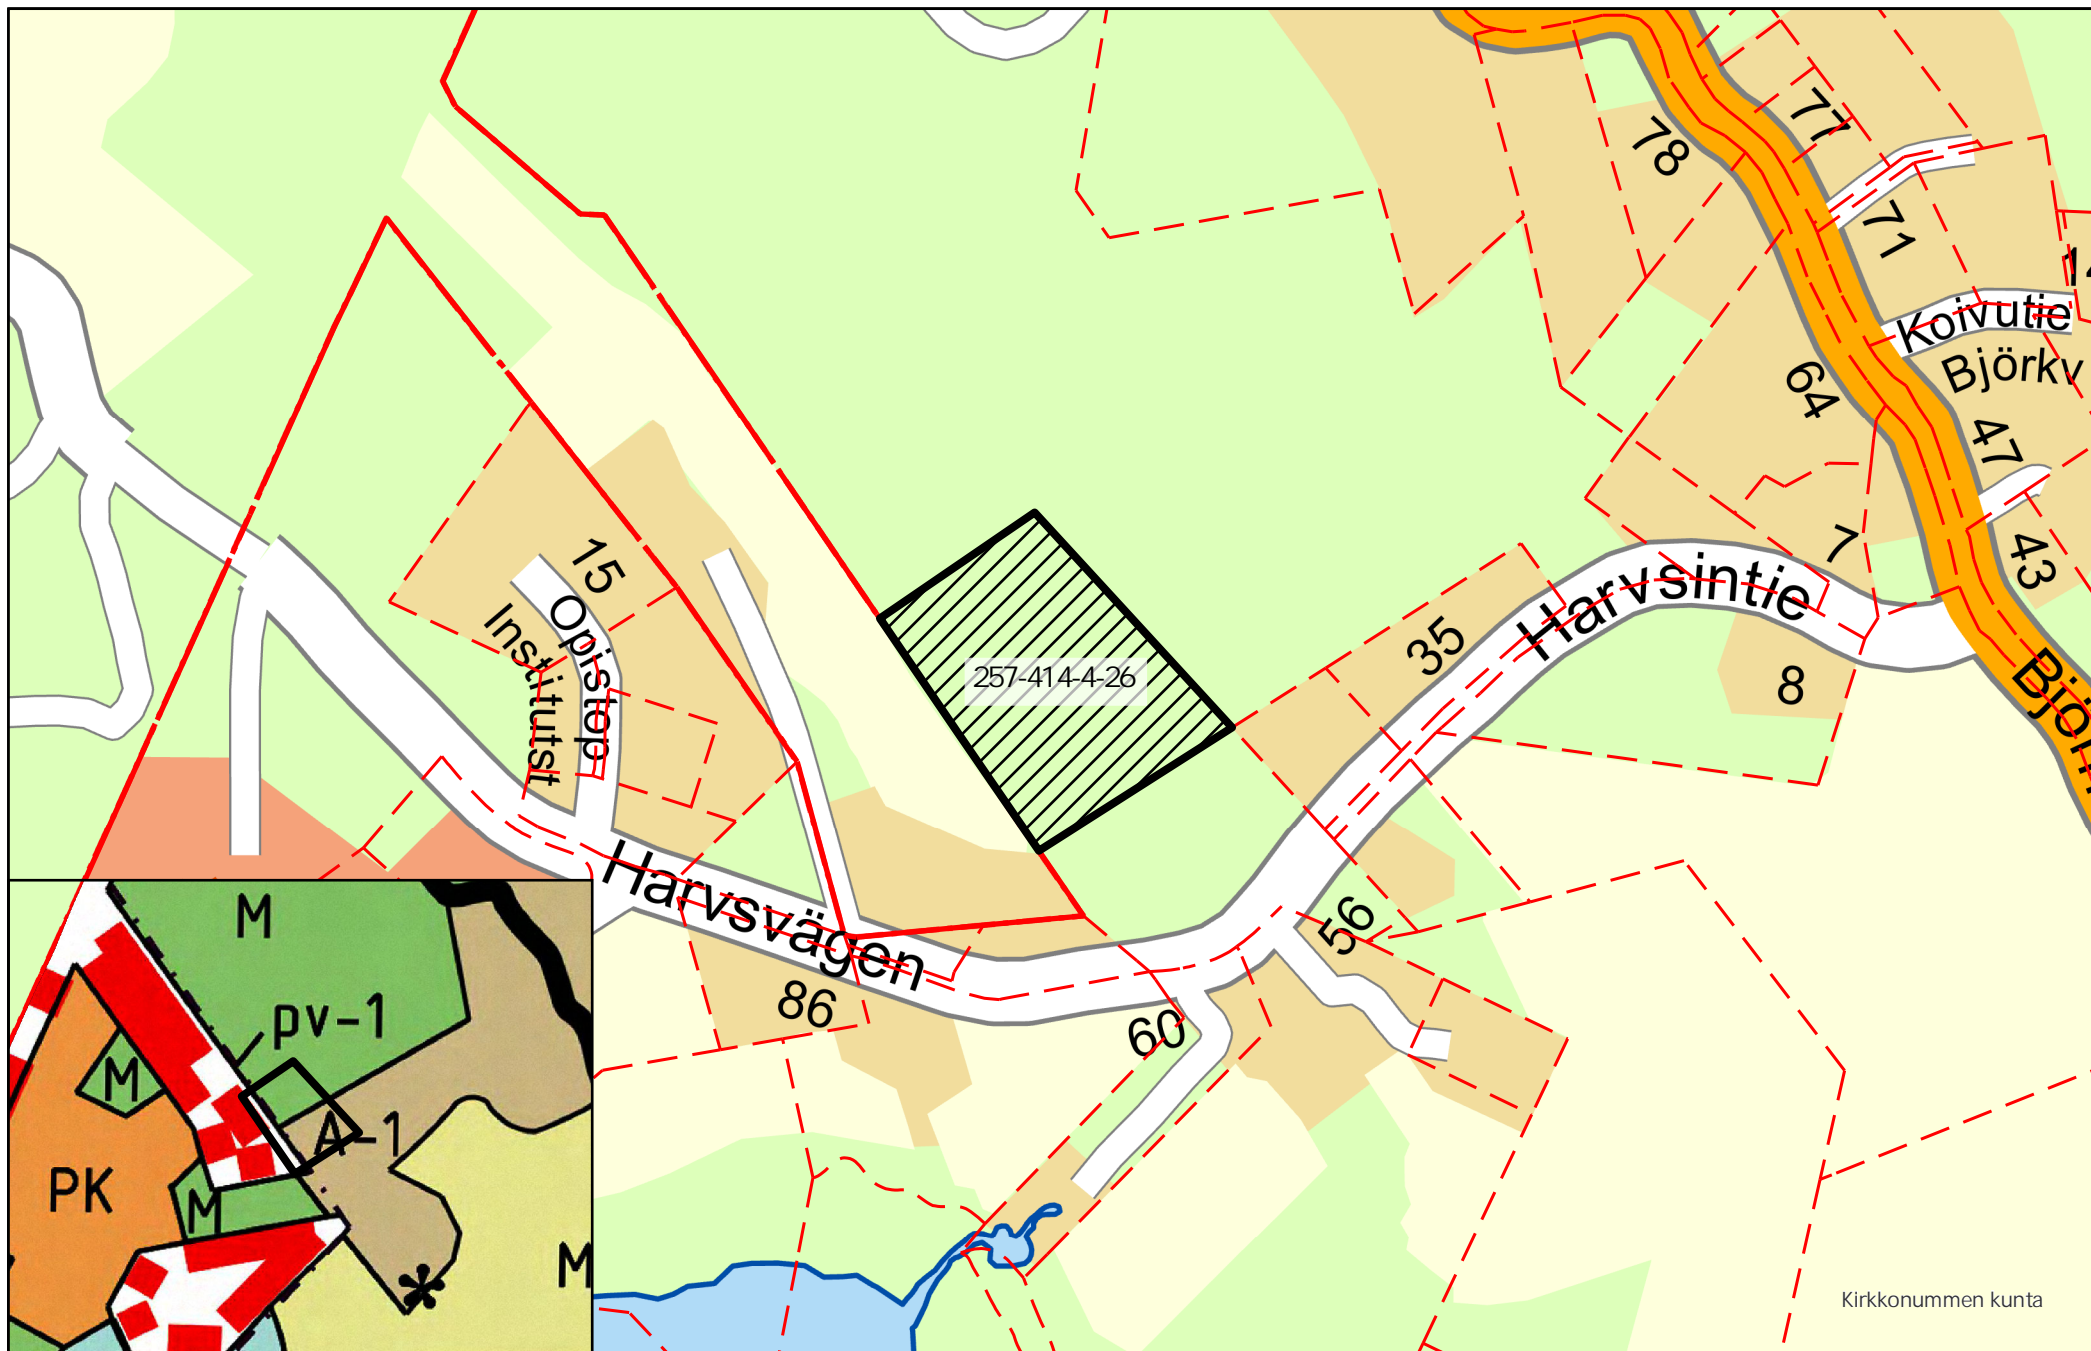 77
78
71
14
Koivutie
Björkv
64
47
15
7
43
Harvsintie
Opistop
Institutst
35
257-414-4-26
8
Björn
Harvsvägen
56
86
60
M
pv-1
M
A-1
PK
M
M
Kirkkonummen kunta